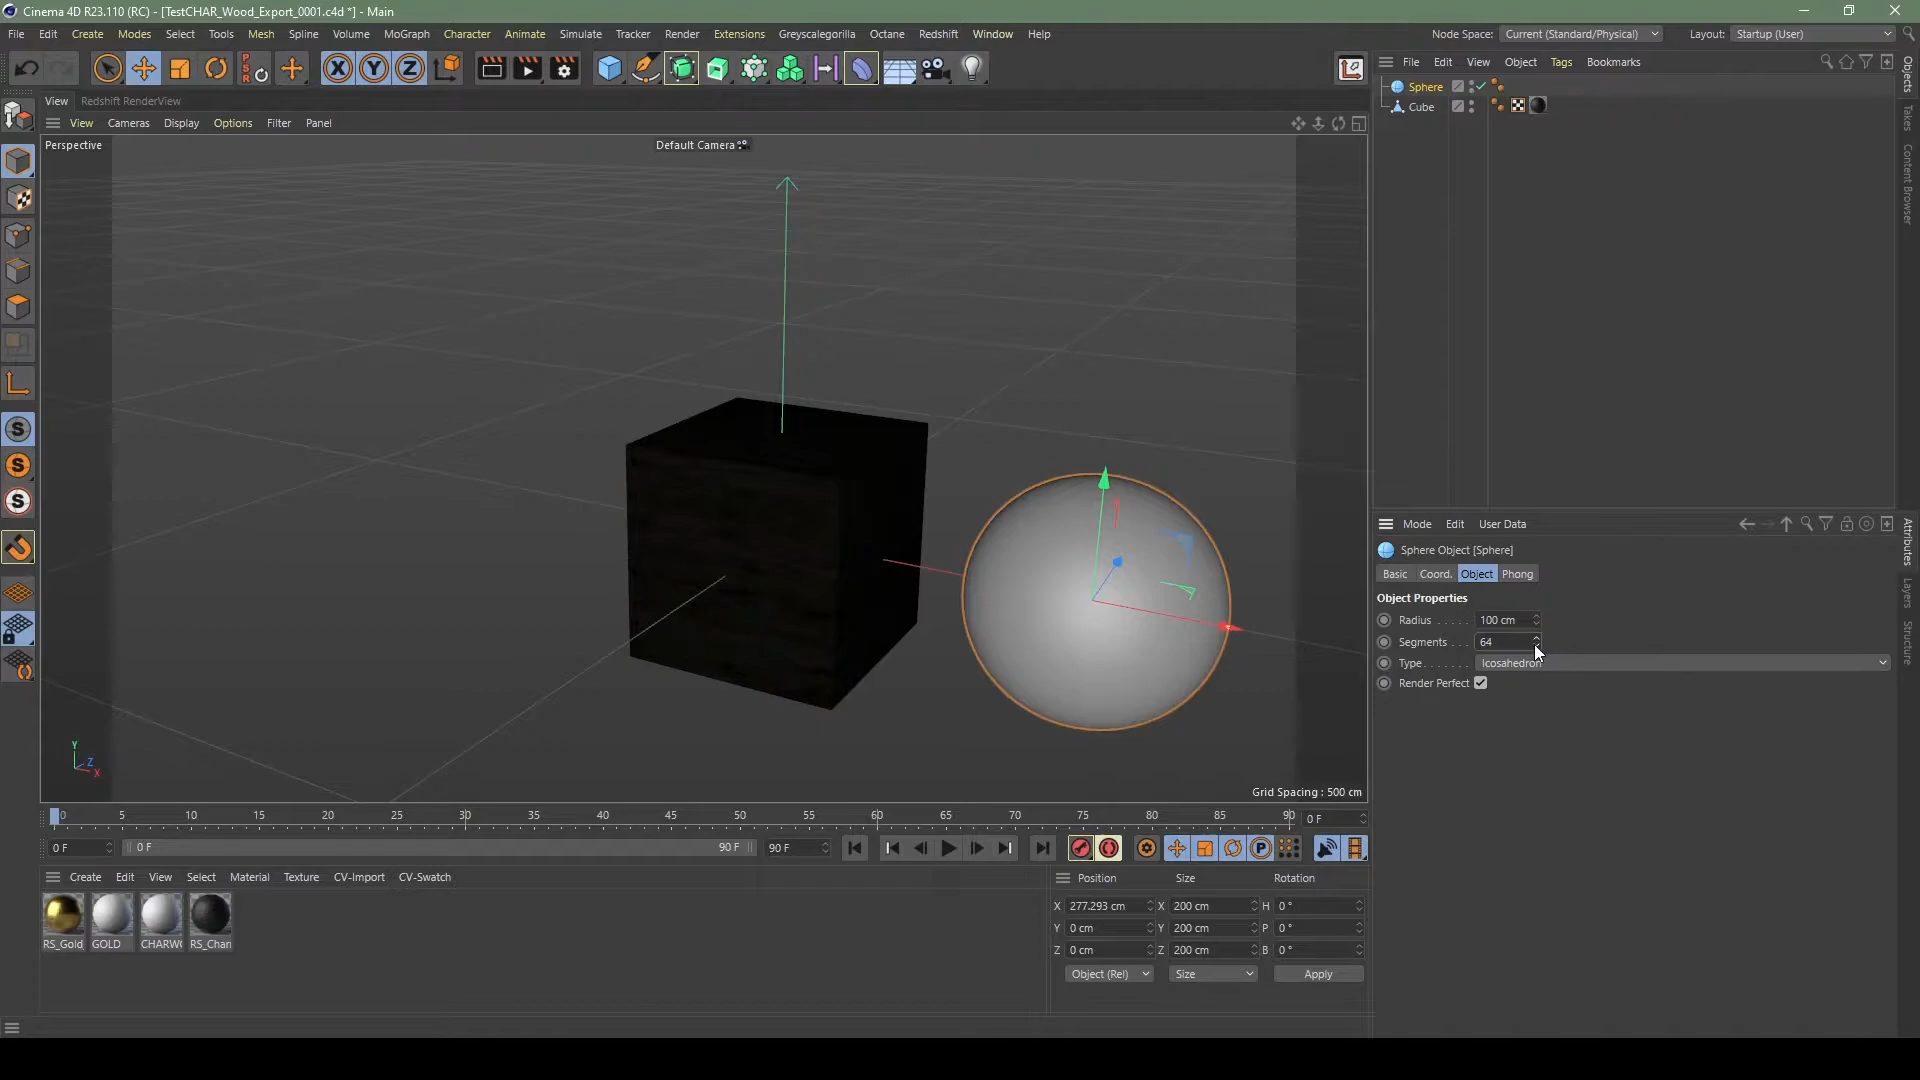 Cinema 4D R23.110 (RC) - [TestCHAR_Wood_Export_0001.c4d *] - Main
File Edit Create Modes Select Tools Mesh Spline Volume MoGraph Character Animate Simulate Tracker Render Extensions Greyscalegorilla Octane Redshift Window Help
Node Space: Current (Standard/Physical) Layout: Startup (User)
PSR X Y Z
File Edit View Object Tags Bookmarks
Objects
Takes
Content Browser
Sphere
Cube
View Redshift RenderView
View Cameras Display Options Filter Panel
Perspective
Default Camera
S
S
S
Y
Z
X
Grid Spacing : 500 cm
Mode Edit User Data
Attributes
Layers
Structure
Sphere Object [Sphere]
Basic Coord. Object Phong
Object Properties
Radius . . . . . 100 cm
Segments . . . 64
Type . . . . . . . Icosahedron
Render Perfect
0 5 10 15 20 25 30 35 40 45 50 55 60 65 70 75 80 85 90 0 F
0 F 0 F 90 F 90 F P
Create Edit View Select Material Texture CV-Import CV-Swatch
RS_Gold GOLD CHARW RS_Char
Position Size Rotation
X 277.293 cm X 200 cm H 0 °
Y 0 cm Y 200 cm P 0 °
Z 0 cm Z 200 cm B 0 °
Object (Rel) Size Apply